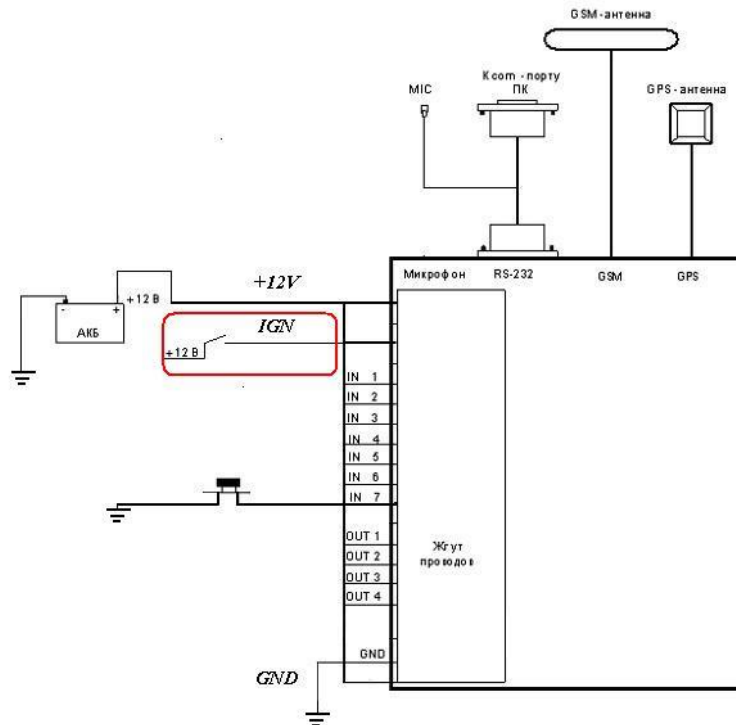 GSM-антенна
K com - порту
ПК
MIC
GPS-антенна
Микрофон
RS-232
GSM
GPS
+12V
+12 В
- +
АКБ
IGN
+12 В
IN 1
IN 2
IN 3
IN 4
IN 5
IN 6
IN 7
OUT 1
OUT 2
OUT 3
OUT 4
Жгут
проводов
GND
GND